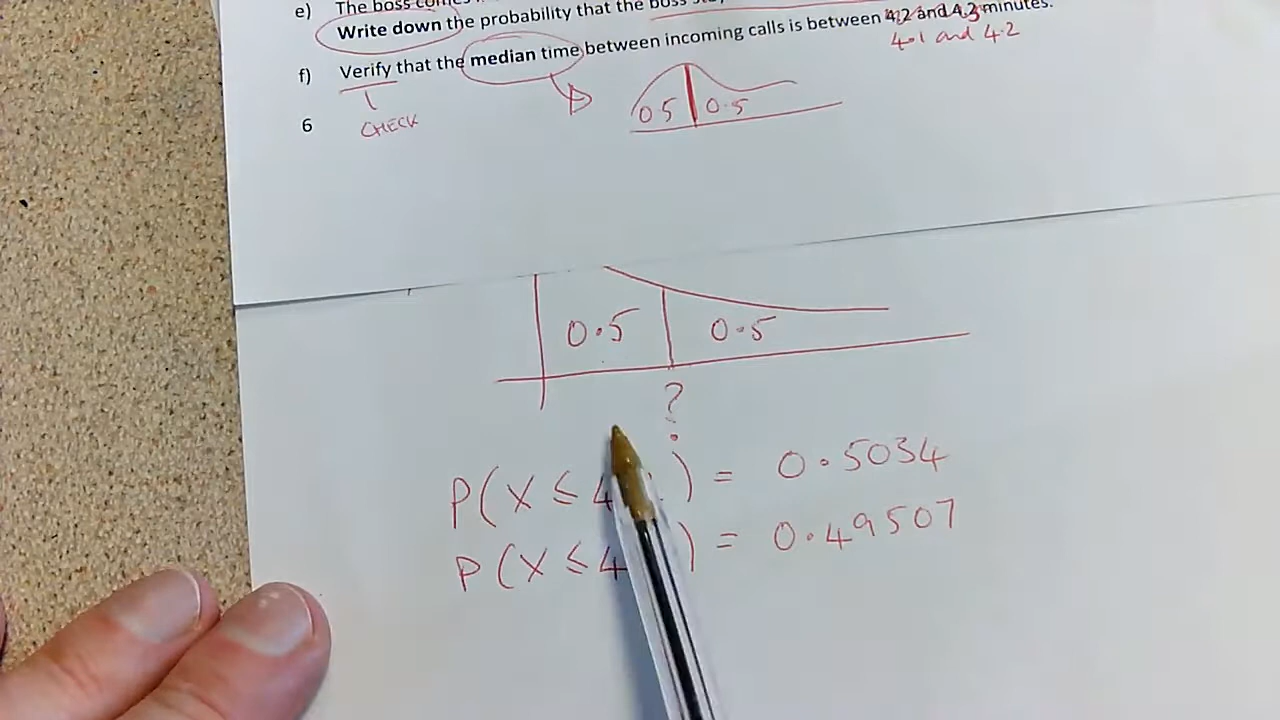 e) The boss
Write down the probability that the boss
f) Verify that the median time between incoming calls is between 4.2 and 4.3 minutes.
4.1 and 4.2
6
CHECK
0.5 0.5
0.5 0.5
?
P(X ≤ 4 ) = 0.5034
P(X ≤ 4 ) = 0.49507